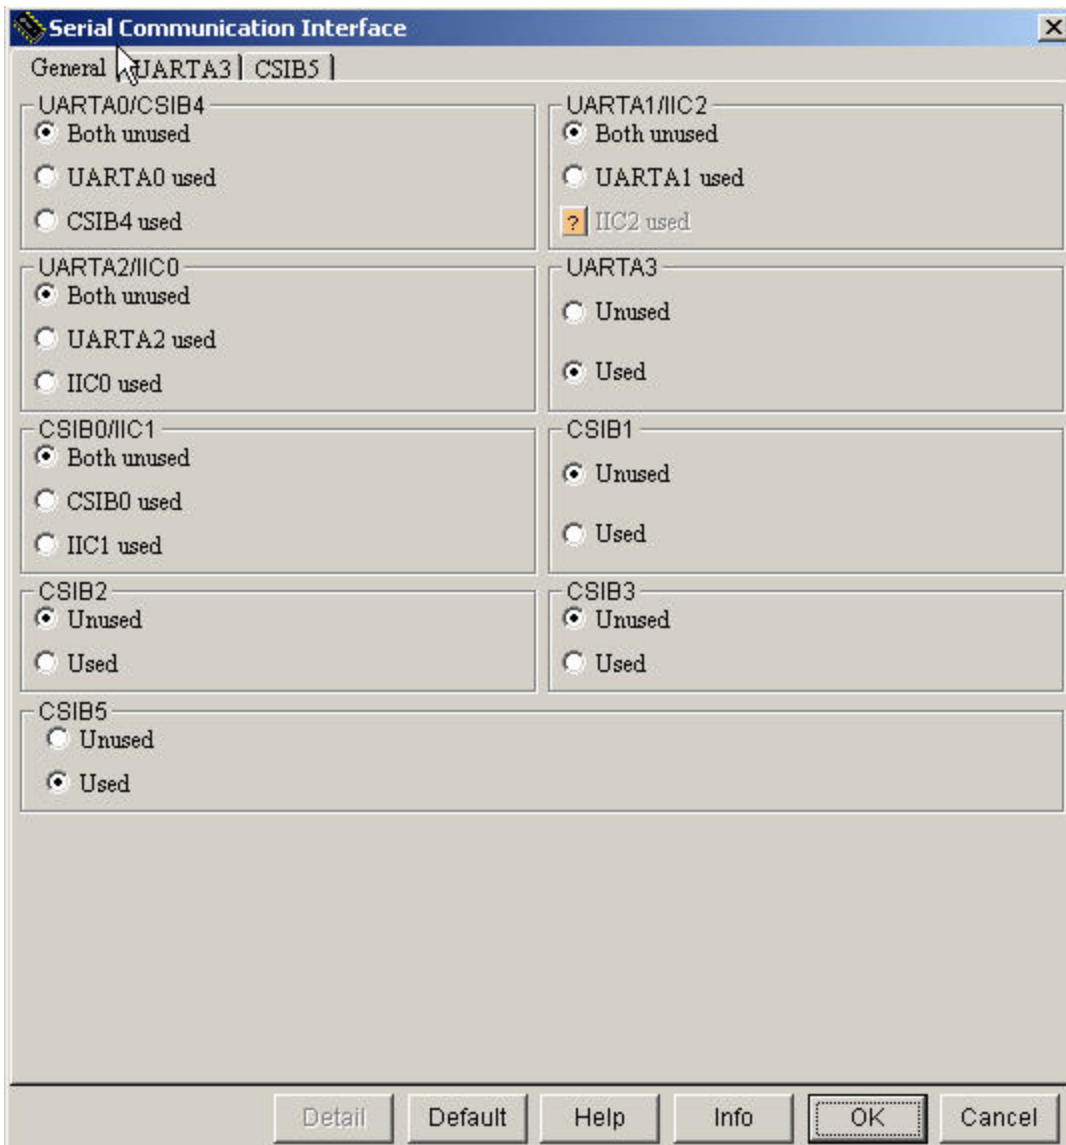 Serial Communication Interface
General UARTA3 CSIB5
UARTA0/CSIB4
Both unused
UARTA0 used
CSIB4 used
UARTA1/IIC2
Both unused
UARTA1 used
? IIC2 used
UARTA2/IIC0
Both unused
UARTA2 used
IIC0 used
UARTA3
Unused
Used
CSIB0/IIC1
Both unused
CSIB0 used
IIC1 used
CSIB1
Unused
Used
CSIB2
Unused
Used
CSIB3
Unused
Used
CSIB5
Unused
Used
Detail Default Help Info OK Cancel